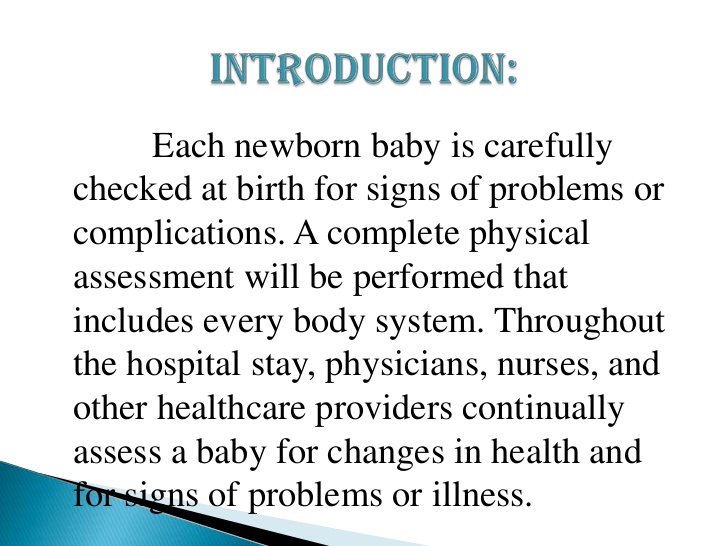 INTRODUCTION:
Each newborn baby is carefully
checked at birth for signs of problems or
complications. A complete physical
assessment will be performed that
includes every body system. Throughout
the hospital stay, physicians, nurses, and
other healthcare providers continually
assess a baby for changes in health and
for signs of problems or illness.